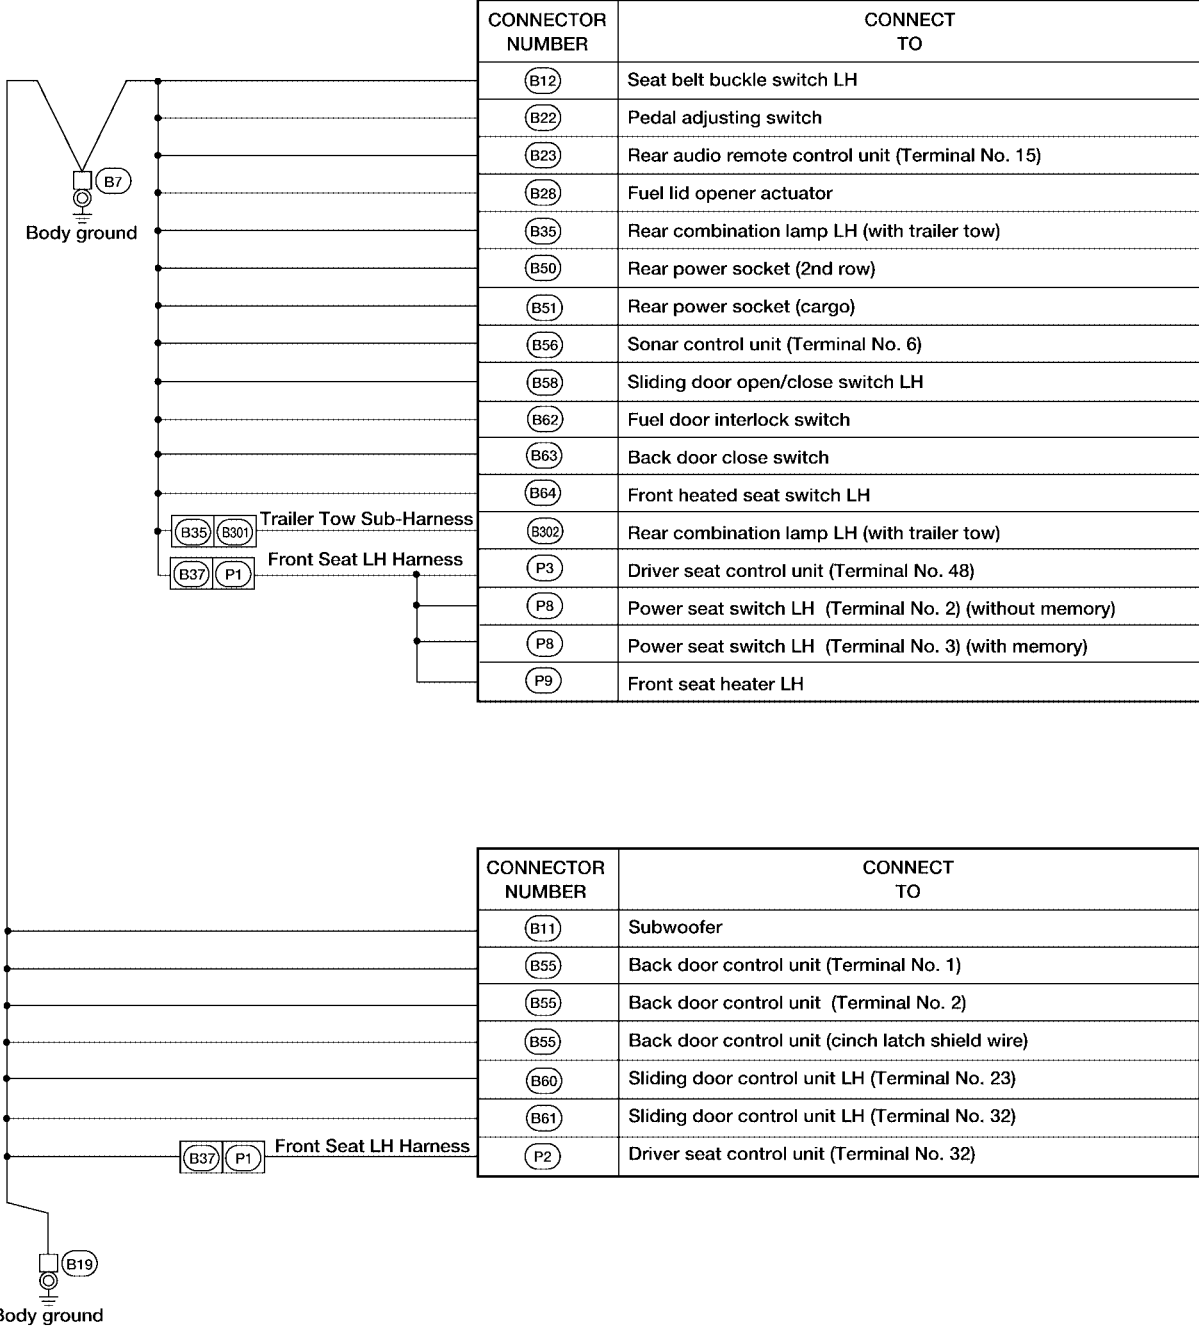 CONNECTOR NUMBER CONNECT TO
B12 Seat belt buckle switch LH
B22 Pedal adjusting switch
B23 Rear audio remote control unit (Terminal No. 15)
B7
B28 Fuel lid opener actuator
Body ground
B35 Rear combination lamp LH (with trailer tow)
B50 Rear power socket (2nd row)
B51 Rear power socket (cargo)
B56 Sonar control unit (Terminal No. 6)
B58 Sliding door open/close switch LH
B62 Fuel door interlock switch
B63 Back door close switch
B64 Front heated seat switch LH
B35 B301 Trailer Tow Sub-Harness B302 Rear combination lamp LH (with trailer tow)
B37 P1 Front Seat LH Harness P3 Driver seat control unit (Terminal No. 48)
P8 Power seat switch LH (Terminal No. 2) (without memory)
P8 Power seat switch LH (Terminal No. 3) (with memory)
P9 Front seat heater LH
CONNECTOR NUMBER CONNECT TO
B11 Subwoofer
B55 Back door control unit (Terminal No. 1)
B55 Back door control unit (Terminal No. 2)
B55 Back door control unit (cinch latch shield wire)
B60 Sliding door control unit LH (Terminal No. 23)
B61 Sliding door control unit LH (Terminal No. 32)
B37 P1 Front Seat LH Harness P2 Driver seat control unit (Terminal No. 32)
B19
Body ground